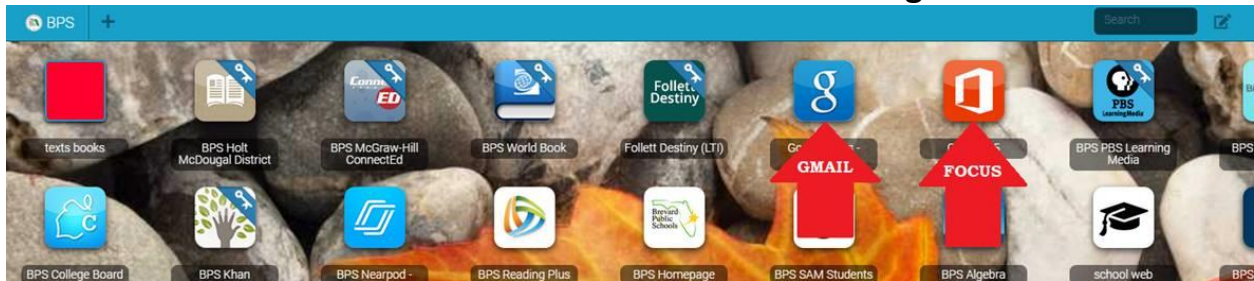 BPS +
Search
Connect
ED
Follett
Destiny
g
PBS
LearningMedia
texts books
BPS Holt
McDougal District
BPS McGraw-Hill
ConnectEd
BPS World Book
Follett Destiny (LTI)
GMAIL
FOCUS
BPS PBS Learning
Media
BPS
C
Brevard
Public
Schools
BPS College Board
BPS Khan
BPS Nearpod -
BPS Reading Plus
BPS Homepage
BPS SAM Students
BPS Algebra
school web
BPS